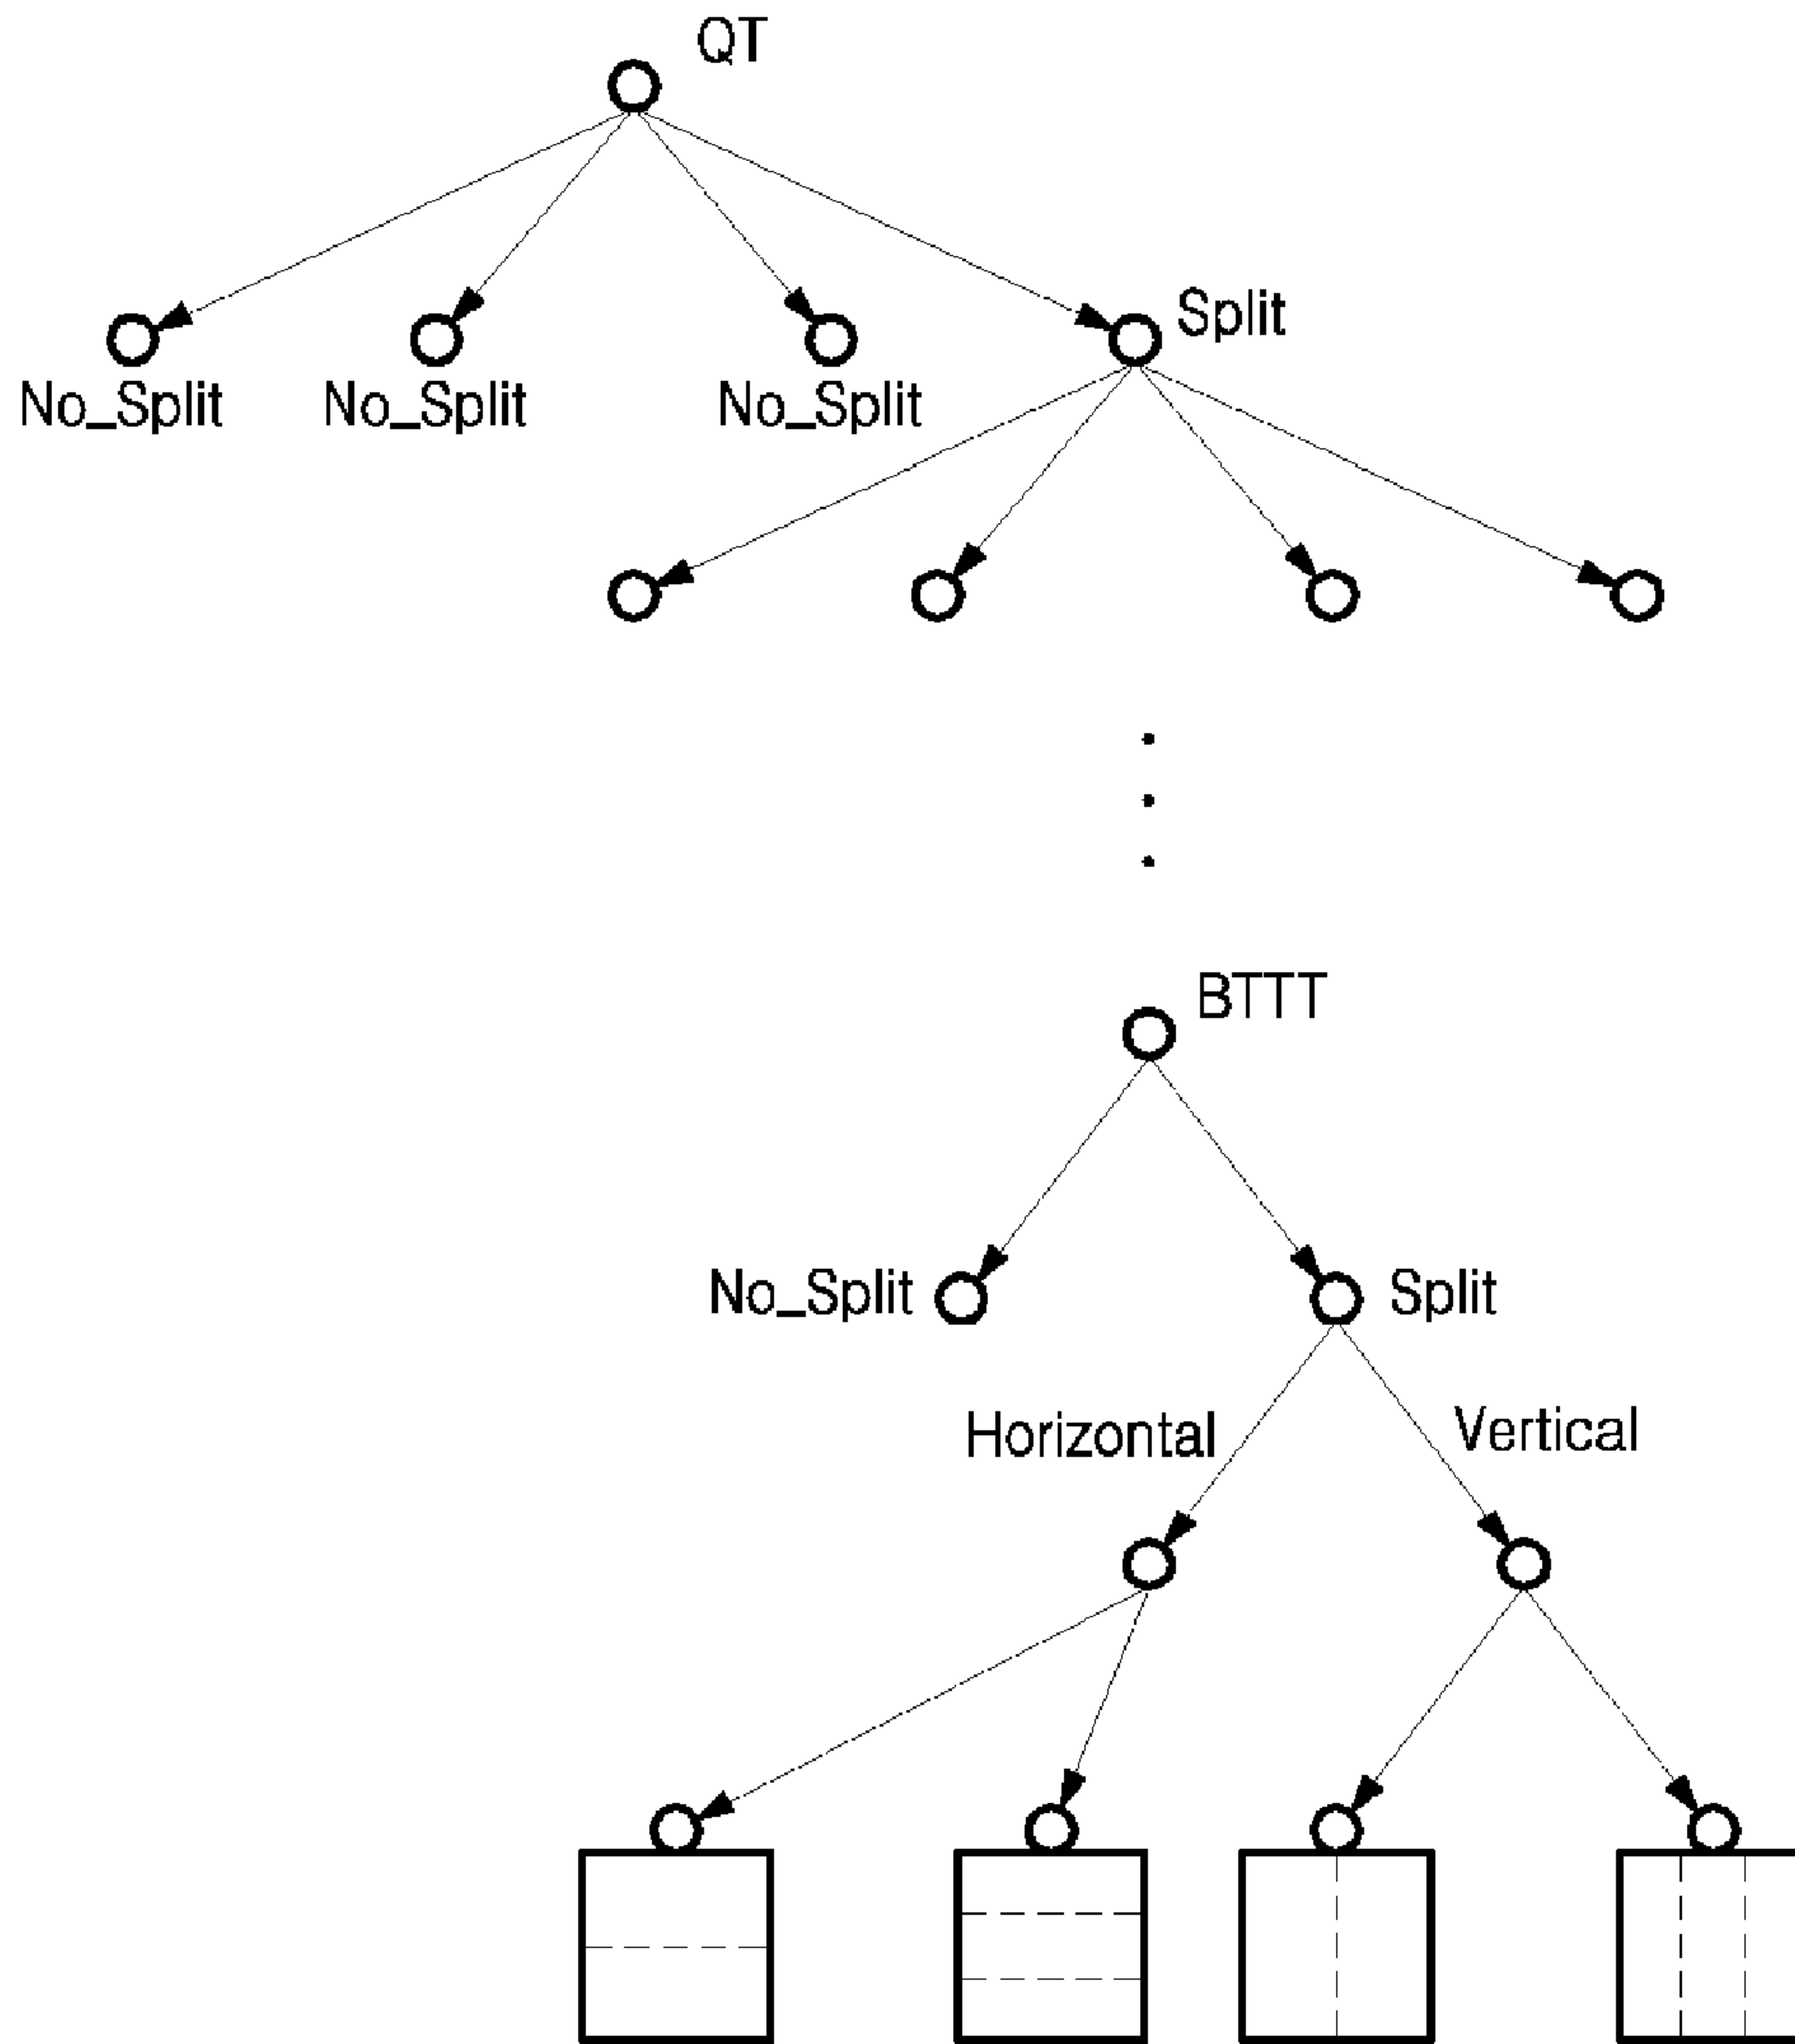 QT
Split
No_Split
No_Split
No_Split
BTTT
No_Split
Split
Horizontal
Vertical